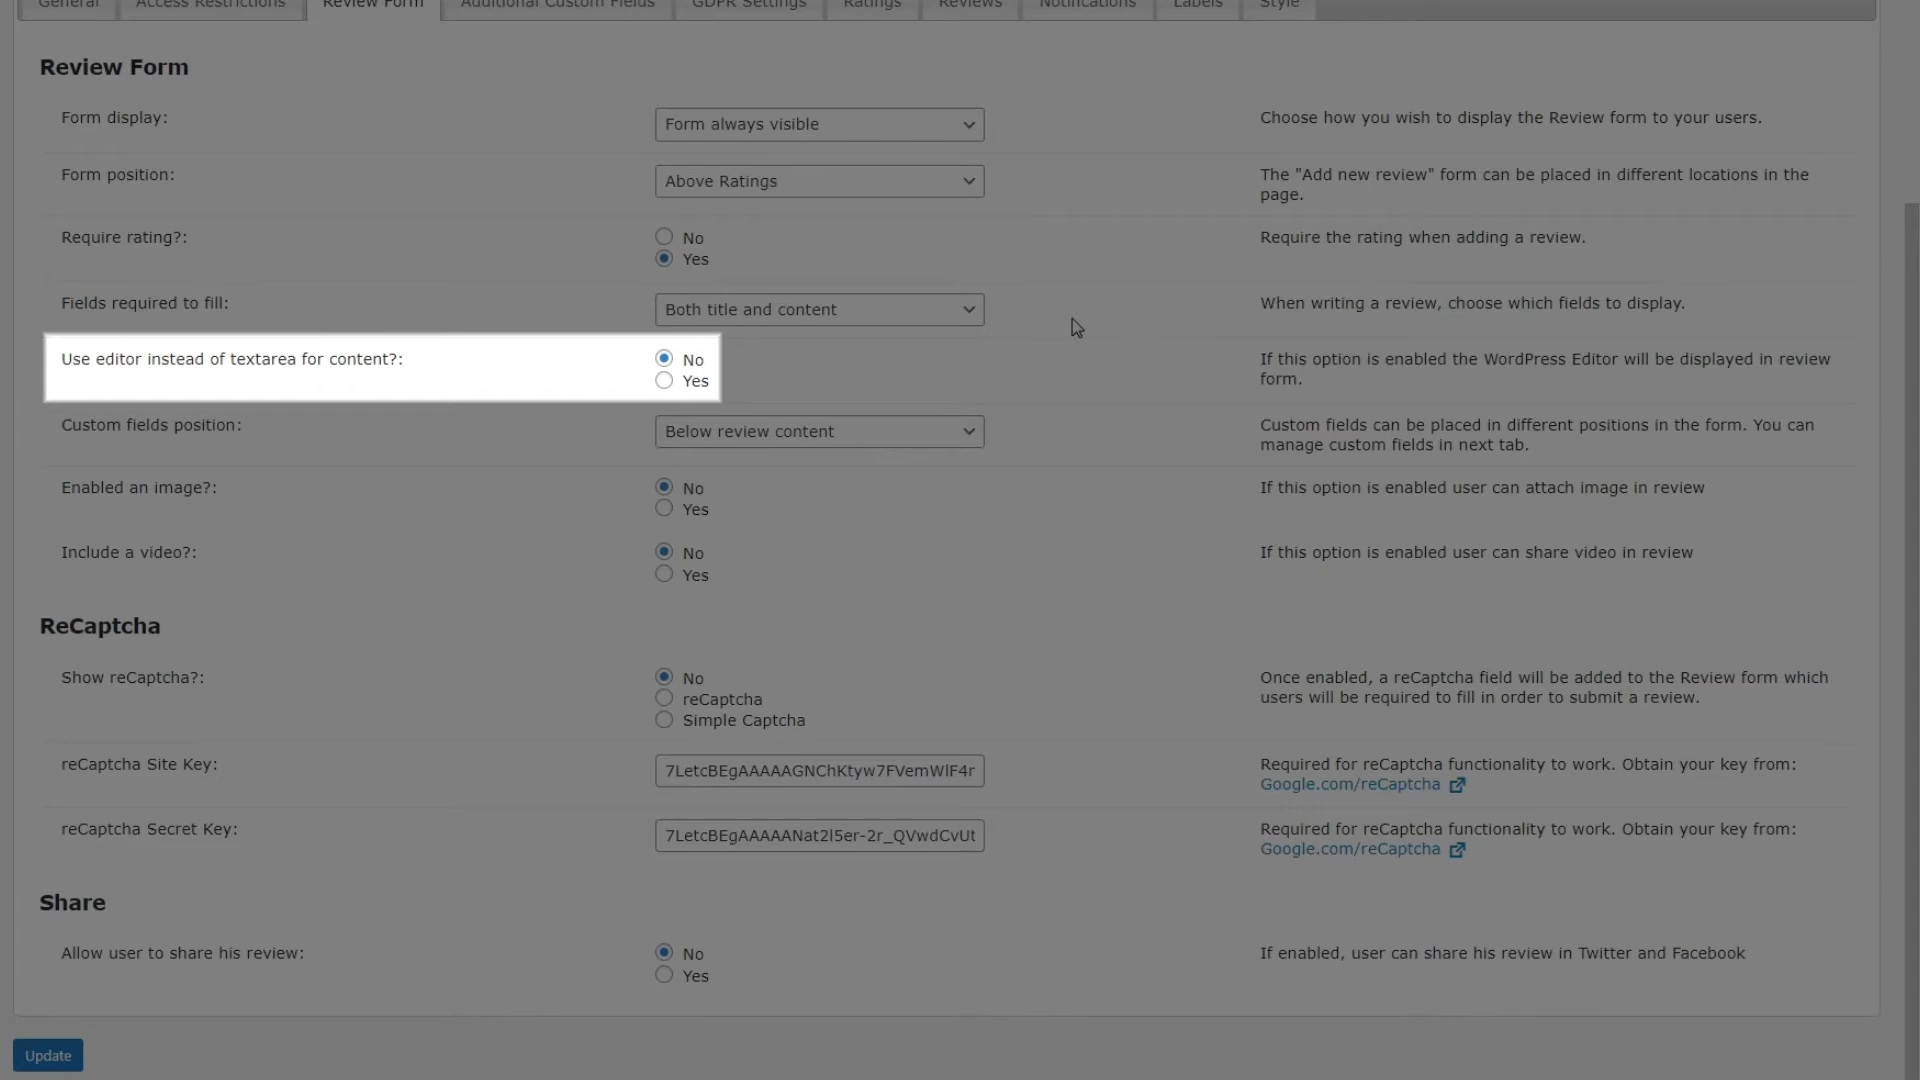 General Access Restrictions Review Form Additional Custom Fields GDPR Settings Ratings Reviews Notifications Labels Style
Review Form
Form display:
Form always visible
Choose how you wish to display the Review form to your users.
Form position:
Above Ratings
The "Add new review" form can be placed in different locations in the
page.
Require rating?:
No
Yes
Require the rating when adding a review.
Fields required to fill:
Both title and content
When writing a review, choose which fields to display.
Use editor instead of textarea for content?:
No
Yes
If this option is enabled the WordPress Editor will be displayed in review
form.
Custom fields position:
Below review content
Custom fields can be placed in different positions in the form. You can
manage custom fields in next tab.
Enabled an image?:
No
Yes
If this option is enabled user can attach image in review
Include a video?:
No
Yes
If this option is enabled user can share video in review
ReCaptcha
Show reCaptcha?:
No
reCaptcha
Simple Captcha
Once enabled, a reCaptcha field will be added to the Review form which
users will be required to fill in order to submit a review.
reCaptcha Site Key:
7LetcBEgAAAAAGNChKtyw7FVemWlF4r
Required for reCaptcha functionality to work. Obtain your key from:
Google.com/reCaptcha
reCaptcha Secret Key:
7LetcBEgAAAAANat2l5er-2r_QVwdCvUt
Required for reCaptcha functionality to work. Obtain your key from:
Google.com/reCaptcha
Share
Allow user to share his review:
No
Yes
If enabled, user can share his review in Twitter and Facebook
Update